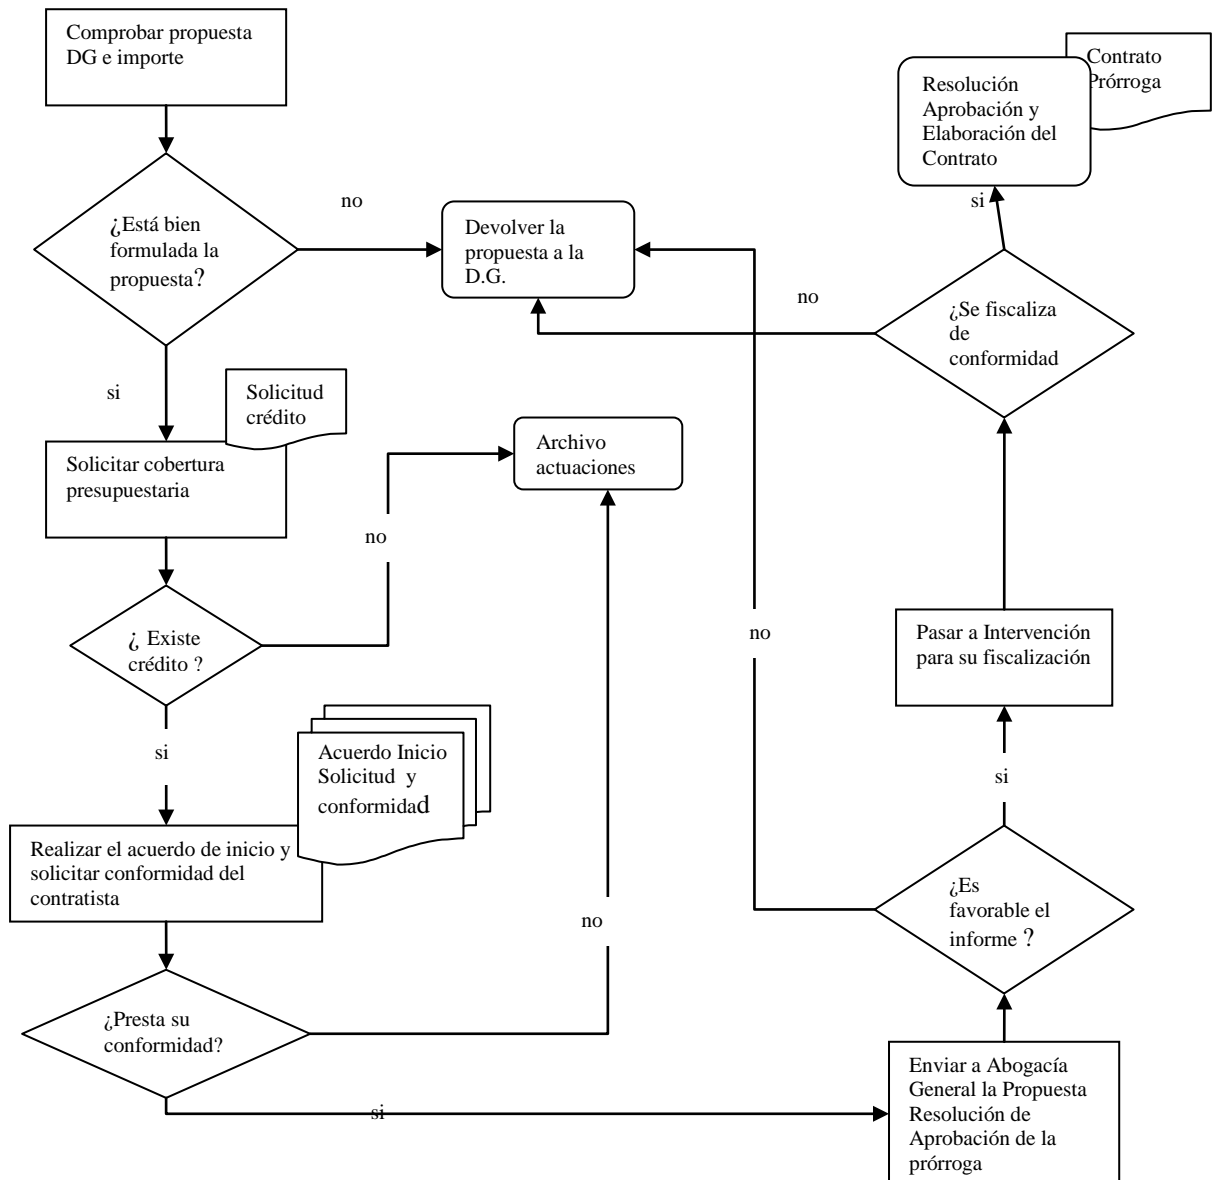 Comprobar propuesta
DG e importe
¿Está bien
formulada la
propuesta?
no
si
Devolver la
propuesta a la
D.G.
Solicitud
crédito
Solicitar cobertura
presupuestaria
Archivo
actuaciones
no
¿ Existe
crédito ?
si
Acuerdo Inicio
Solicitud y
conformidad
Realizar el acuerdo de inicio y
solicitar conformidad del
contratista
no
¿Presta su
conformidad?
si
Enviar a Abogacía
General la Propuesta
Resolución de
Aprobación de la
prórroga
¿Es
favorable el
informe ?
no
si
Pasar a Intervención
para su fiscalización
¿Se fiscaliza
de
conformidad
no
si
Resolución
Aprobación y
Elaboración del
Contrato
Contrato
Prórroga